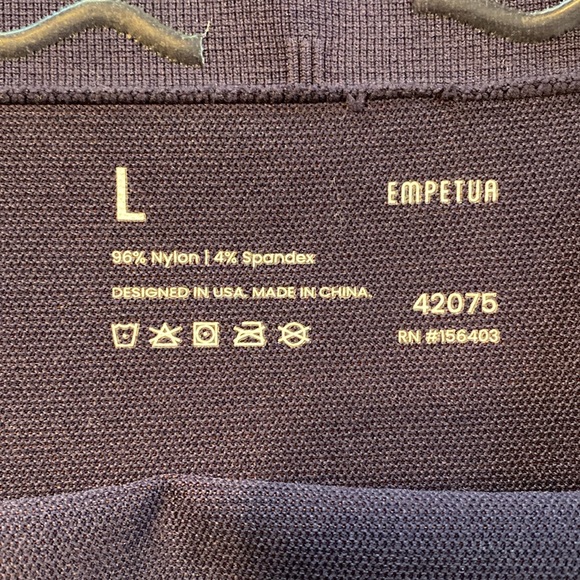 L
EMPETUA
96% Nylon | 4% Spandex
DESIGNED IN USA. MADE IN CHINA.
42075
RN #156403